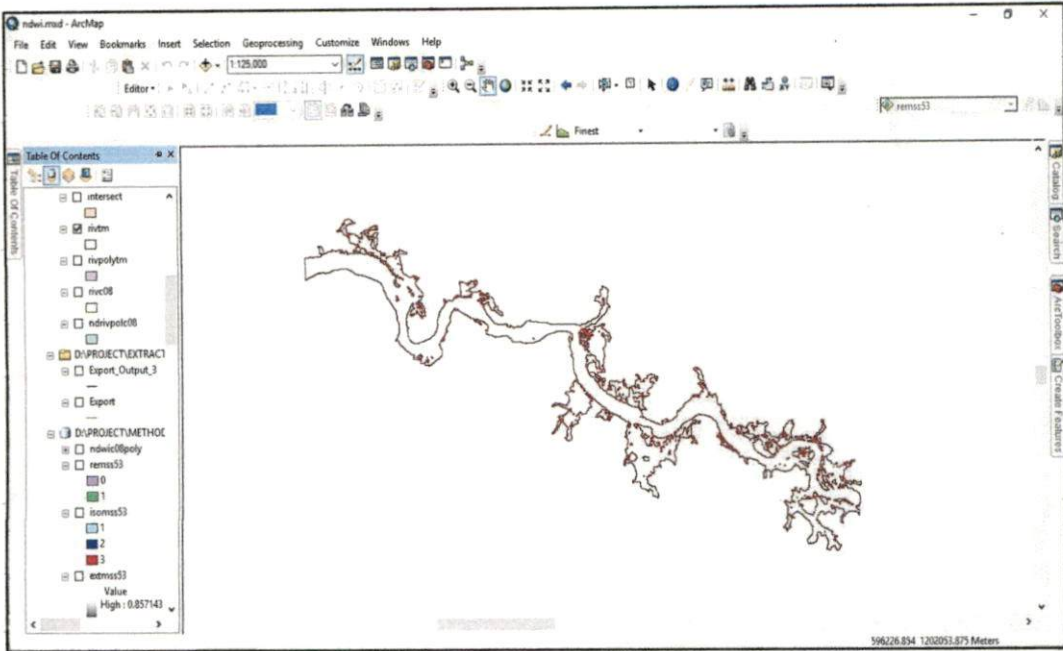 ndwi.mxd - ArcMap
File Edit View Bookmarks Insert Selection Geoprocessing Customize Windows Help
1:125,000
Editor
remss53
Finest
Table Of Contents
Table Of Contents
intersect
rivtm
rivpolytm
rivc08
ndrivpolc08
D:\PROJECT\EXTRACT
Export_Output_3
Export
D:\PROJECT\METHOD
ndwic08poly
remss53
0
1
isomss53
1
2
3
extmss53
Value
High : 0.857143
Catalog
Search
ArcToolbox
Create Features
596226.854 1202053.875 Meters